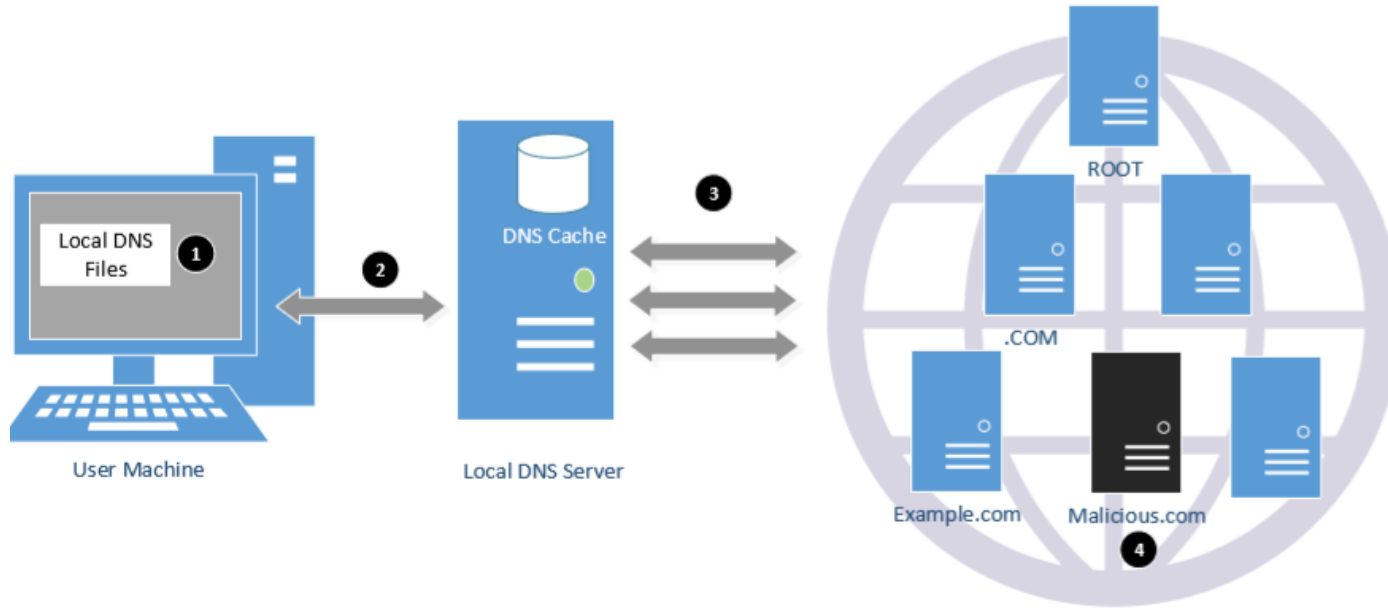 Local DNS
Files
1
User Machine
2
DNS Cache
Local DNS Server
3
ROOT
.COM
Example.com
Malicious.com
4